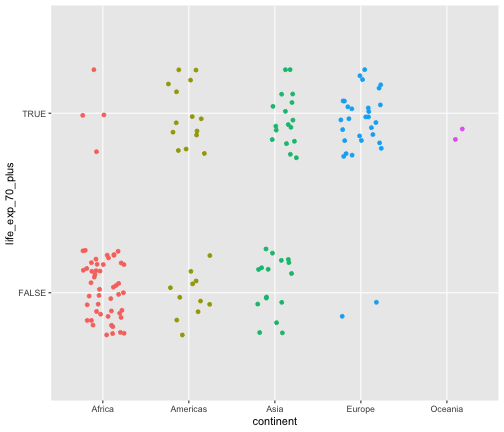 TRUE
FALSE
life_exp_70_plus
Africa Americas Asia Europe Oceania
continent